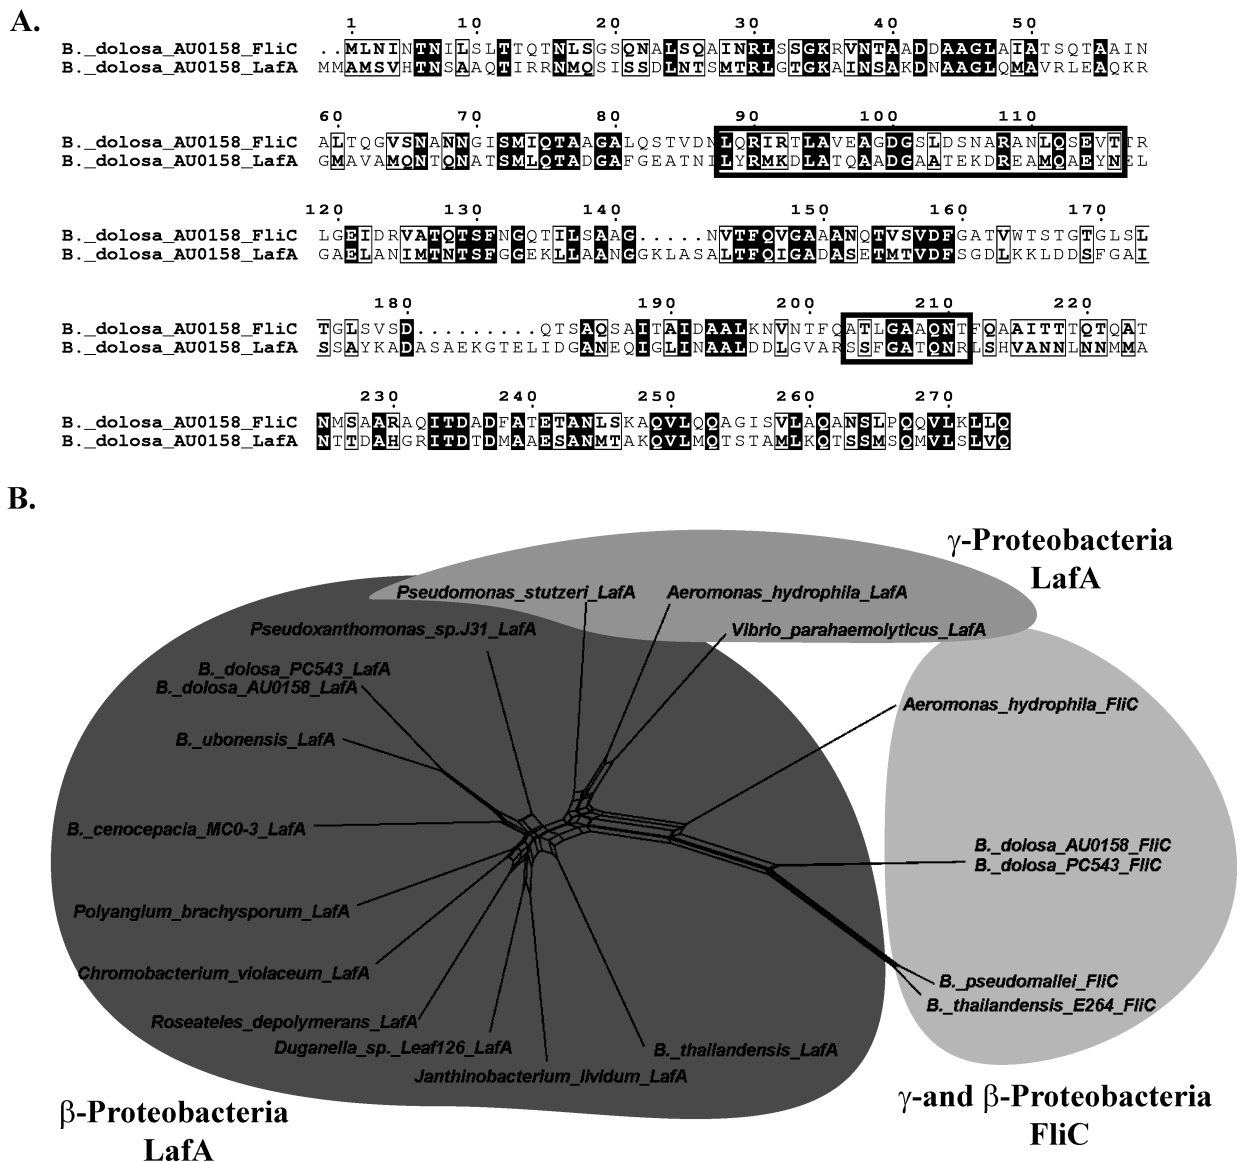 A.
1 10 20 30 40 50
B._dolosa_AU0158_FliC ..MLNINTNILSLTTQTNLSGSQNALSQAINRLSSGKRVNTAADDAAGLAIATSQTAAIN
B._dolosa_AU0158_LafA MMAMSVHTNSAAQTIRRNMQSISSDLNTSMTRLGTGKAINSAKDNAAGLQMAVRLEAQKR
60 70 80 90 100 110
B._dolosa_AU0158_FliC ALTQGVSNANNGISMIQTAAGALQSTVDNLQRIRTLAVEAGDGSLDSNARANLQSEVTTR
B._dolosa_AU0158_LafA GMAVAMQNTQNATSMLQTADGAFGEATNILYRMKDLATQAADGAATEKDREAMQAEYNEL
120 130 140 150 160 170
B._dolosa_AU0158_FliC LGEIDRVATQTSFNGQTILSAAG.....NVTFQVGAAANQTVSVDFGATVWTSTGTGLSL
B._dolosa_AU0158_LafA GAELANIMTNTSFGGEKLLAANGGKLASALTFQIGADASETMTVDFSGDLKKLDDSFGAI
180 190 200 210 220
B._dolosa_AU0158_FliC TGLSVSD.........QTSAQSAITAIDAALKNVNTFQATLGAAQNTFQAAITTTQTQAT
B._dolosa_AU0158_LafA SSAYKADASAEKGTELIDGANEQIGLINAALDDLGVARSSFGATQNRLSHVANNLNNMMA
230 240 250 260 270
B._dolosa_AU0158_FliC NMSAARAQITDADFATETANLSKAQVLQQAGISVLAQANSLPQQVLKLLQ
B._dolosa_AU0158_LafA NTTDAHGRITDTDMAAESANMTAKQVLMQTSTAMLKQTSSMSQMVLSLVQ
B.
γ-Proteobacteria
LafA
Pseudomonas_stutzeri_LafA
Aeromonas_hydrophila_LafA
Pseudoxanthomonas_sp.J31_LafA
Vibrio_parahaemolyticus_LafA
B._dolosa_PC543_LafA
B._dolosa_AU0158_LafA
Aeromonas_hydrophila_FliC
B._ubonensis_LafA
B._cenocepacia_MC0-3_LafA
B._dolosa_AU0158_FliC
B._dolosa_PC543_FliC
Polyangium_brachysporum_LafA
Chromobacterium_violaceum_LafA
B._pseudomallei_FliC
B._thailandensis_E264_FliC
Roseateles_depolymerans_LafA
Duganella_sp._Leaf126_LafA
B._thailandensis_LafA
Janthinobacterium_lividum_LafA
γ-and β-Proteobacteria
FliC
β-Proteobacteria
LafA